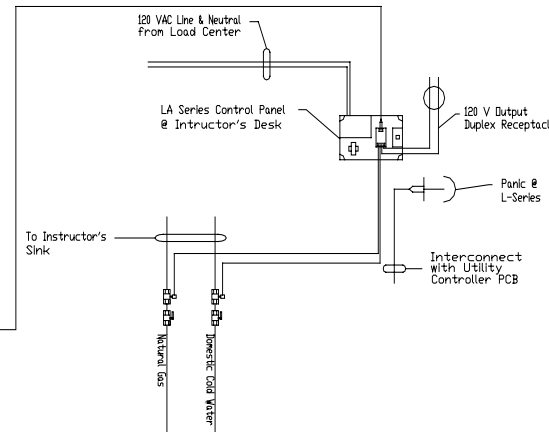 120 VAC Line & Neutral
from Load Center
LA Series Control Panel
@ Intructor's Desk
120 V Output
Duplex Receptacl
Panic @
L-Series
To Instructor's
Sink
Interconnect
with Utility
Controller PCB
Natural Gas
Domestic Cold Water